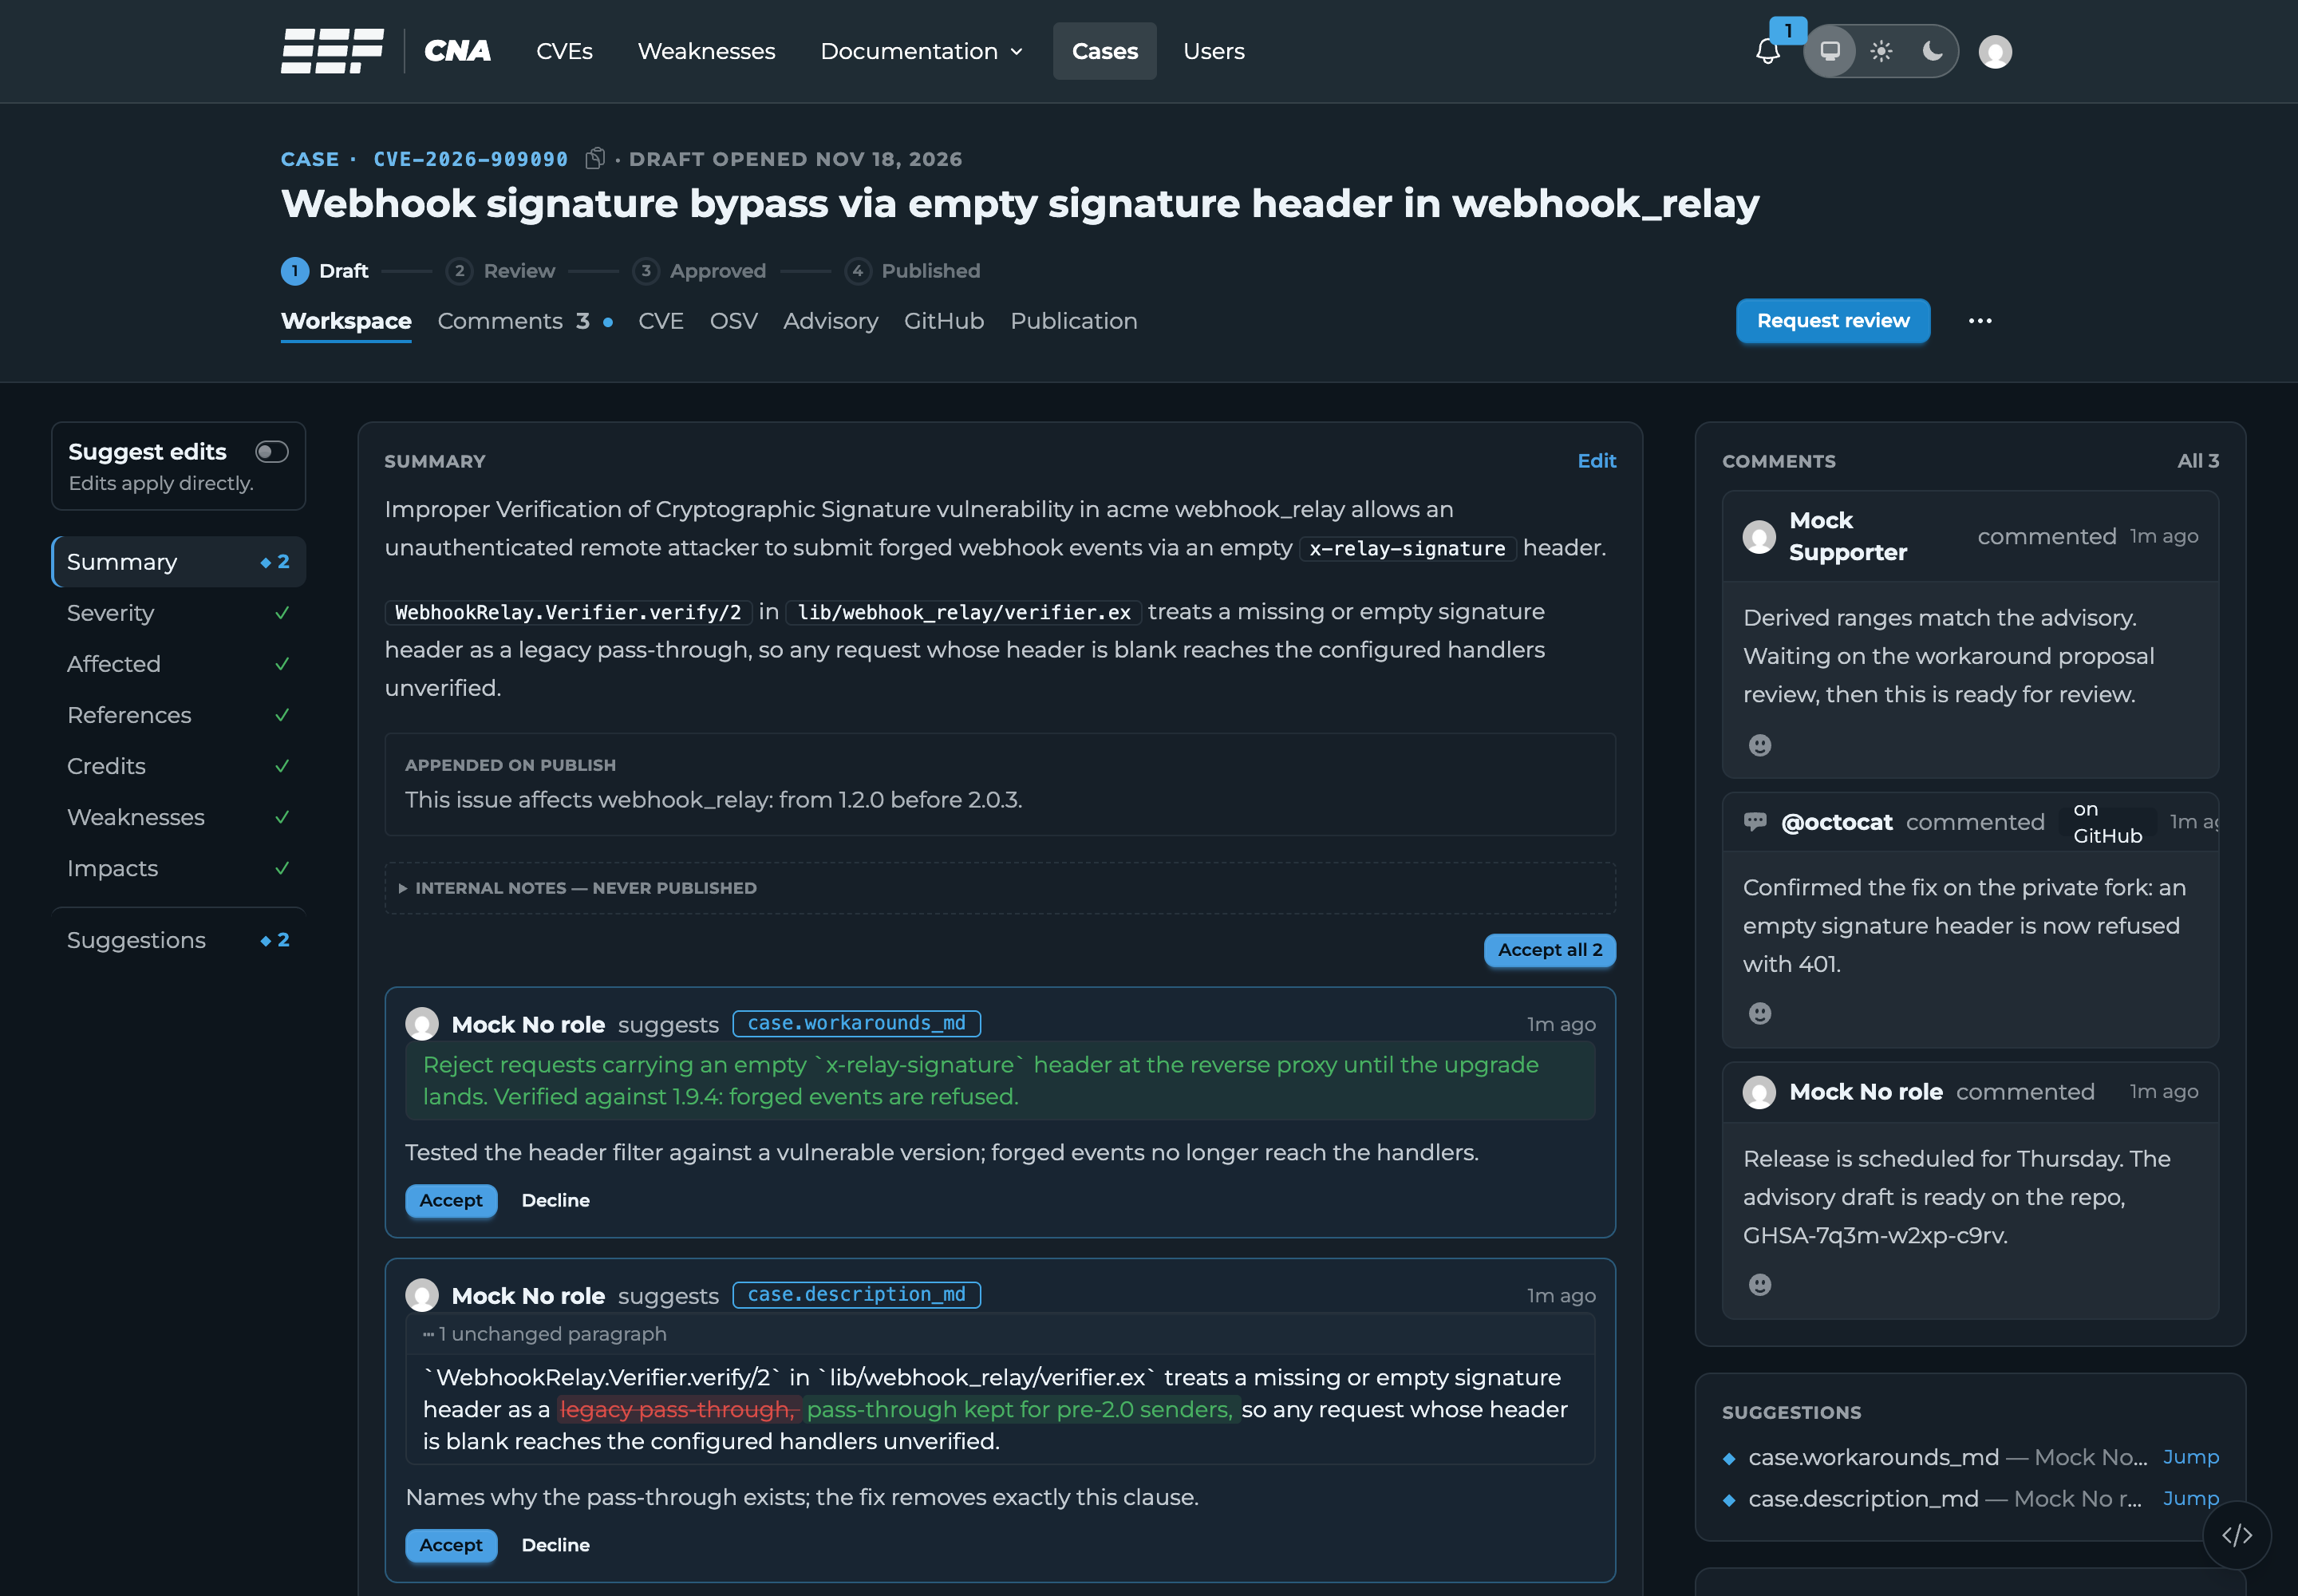 EEF CNA CVEs Weaknesses Documentation Cases Users 1
CASE · CVE-2026-909090 · DRAFT OPENED NOV 18, 2026
Webhook signature bypass via empty signature header in webhook_relay
1 Draft 2 Review 3 Approved 4 Published
Workspace Comments 3 CVE OSV Advisory GitHub Publication Request review ...
Suggest edits
Edits apply directly.
Summary 2
Severity
Affected
References
Credits
Weaknesses
Impacts
Suggestions 2
SUMMARY Edit
Improper Verification of Cryptographic Signature vulnerability in acme webhook_relay allows an
unauthenticated remote attacker to submit forged webhook events via an empty x-relay-signature header.
WebhookRelay.Verifier.verify/2 in lib/webhook_relay/verifier.ex treats a missing or empty signature
header as a legacy pass-through, so any request whose header is blank reaches the configured handlers
unverified.
APPENDED ON PUBLISH
This issue affects webhook_relay: from 1.2.0 before 2.0.3.
INTERNAL NOTES — NEVER PUBLISHED
Accept all 2
Mock No role suggests case.workarounds_md 1m ago
Reject requests carrying an empty `x-relay-signature` header at the reverse proxy until the upgrade
lands. Verified against 1.9.4: forged events are refused.
Tested the header filter against a vulnerable version; forged events no longer reach the handlers.
Accept Decline
Mock No role suggests case.description_md 1m ago
··· 1 unchanged paragraph
`WebhookRelay.Verifier.verify/2` in `lib/webhook_relay/verifier.ex` treats a missing or empty signature
header as a legacy pass-through, pass-through kept for pre-2.0 senders, so any request whose header
is blank reaches the configured handlers unverified.
Names why the pass-through exists; the fix removes exactly this clause.
Accept Decline
COMMENTS All 3
Mock
Supporter commented 1m ago
Derived ranges match the advisory.
Waiting on the workaround proposal
review, then this is ready for review.
@octocat commented on
GitHub 1m ag
Confirmed the fix on the private fork: an
empty signature header is now refused
with 401.
Mock No role commented 1m ago
Release is scheduled for Thursday. The
advisory draft is ready on the repo,
GHSA-7q3m-w2xp-c9rv.
SUGGESTIONS
case.workarounds_md — Mock No... Jump
case.description_md — Mock No r... Jump
</>